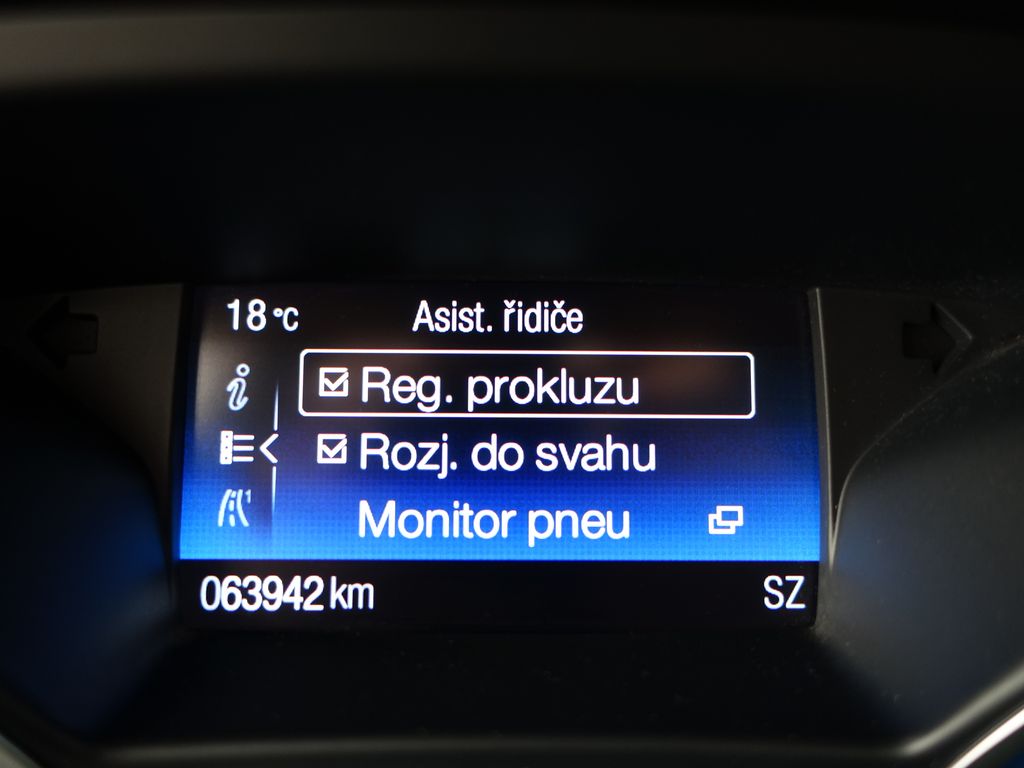 18 °C Asist. řidiče
Reg. prokluzu
Rozj. do svahu
Monitor pneu
063942 km SZ